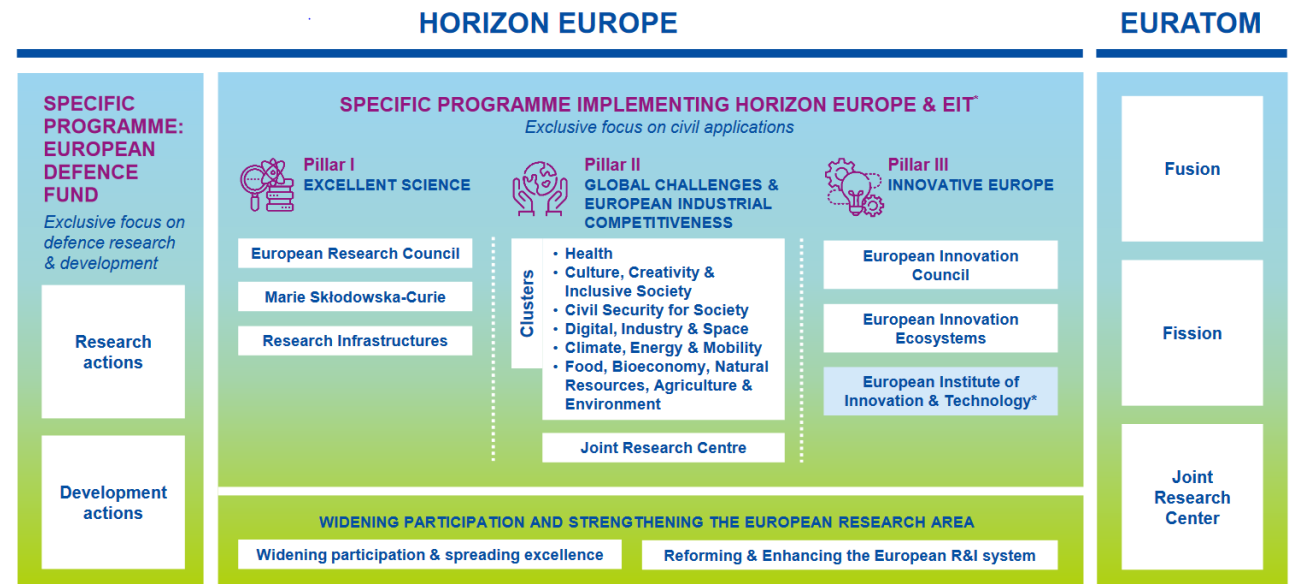 HORIZON EUROPE
EURATOM
SPECIFIC
PROGRAMME:
EUROPEAN
DEFENCE
FUND
Exclusive focus on
defence research
& development
Research
actions
Development
actions
SPECIFIC PROGRAMME IMPLEMENTING HORIZON EUROPE & EIT*
Exclusive focus on civil applications
Pillar I
EXCELLENT SCIENCE
European Research Council
Marie Skłodowska-Curie
Research Infrastructures
Pillar II
GLOBAL CHALLENGES &
EUROPEAN INDUSTRIAL
COMPETITIVENESS
Clusters
• Health
• Culture, Creativity &
Inclusive Society
• Civil Security for Society
• Digital, Industry & Space
• Climate, Energy & Mobility
• Food, Bioeconomy, Natural
Resources, Agriculture &
Environment
Joint Research Centre
Pillar III
INNOVATIVE EUROPE
European Innovation
Council
European Innovation
Ecosystems
European Institute of
Innovation & Technology*
WIDENING PARTICIPATION AND STRENGTHENING THE EUROPEAN RESEARCH AREA
Widening participation & spreading excellence
Reforming & Enhancing the European R&I system
Fusion
Fission
Joint
Research
Center